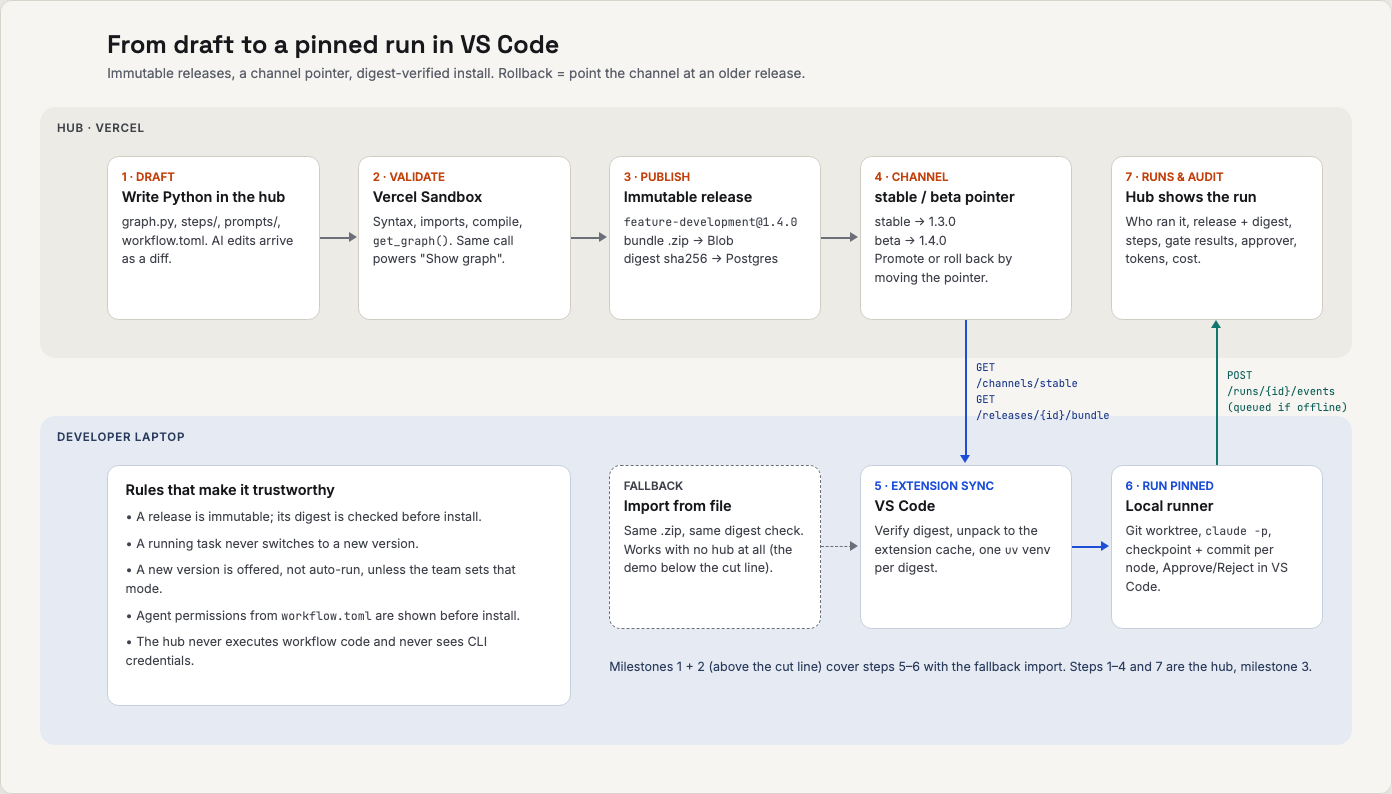 From draft to a pinned run in VS Code
Immutable releases, a channel pointer, digest-verified install. Rollback = point the channel at an older release.
HUB · VERCEL
1 · DRAFT
Write Python in the hub
graph.py, steps/, prompts/,
workflow.toml. AI edits arrive
as a diff.
2 · VALIDATE
Vercel Sandbox
Syntax, imports, compile,
get_graph(). Same call
powers "Show graph".
3 · PUBLISH
Immutable release
feature-development@1.4.0
bundle .zip → Blob
digest sha256 → Postgres
4 · CHANNEL
stable / beta pointer
stable → 1.3.0
beta → 1.4.0
Promote or roll back by
moving the pointer.
7 · RUNS & AUDIT
Hub shows the run
Who ran it, release + digest,
steps, gate results, approver,
tokens, cost.
GET
/channels/stable
GET
/releases/{id}/bundle
POST
/runs/{id}/events
(queued if offline)
DEVELOPER LAPTOP
Rules that make it trustworthy
• A release is immutable; its digest is checked before install.
• A running task never switches to a new version.
• A new version is offered, not auto-run, unless the team sets that
mode.
• Agent permissions from workflow.toml are shown before install.
• The hub never executes workflow code and never sees CLI
credentials.
FALLBACK
Import from file
Same .zip, same digest check.
Works with no hub at all (the
demo below the cut line).
5 · EXTENSION SYNC
VS Code
Verify digest, unpack to the
extension cache, one uv venv
per digest.
6 · RUN PINNED
Local runner
Git worktree, claude -p,
checkpoint + commit per
node, Approve/Reject in VS
Code.
Milestones 1 + 2 (above the cut line) cover steps 5–6 with the fallback import. Steps 1–4 and 7 are the hub, milestone 3.